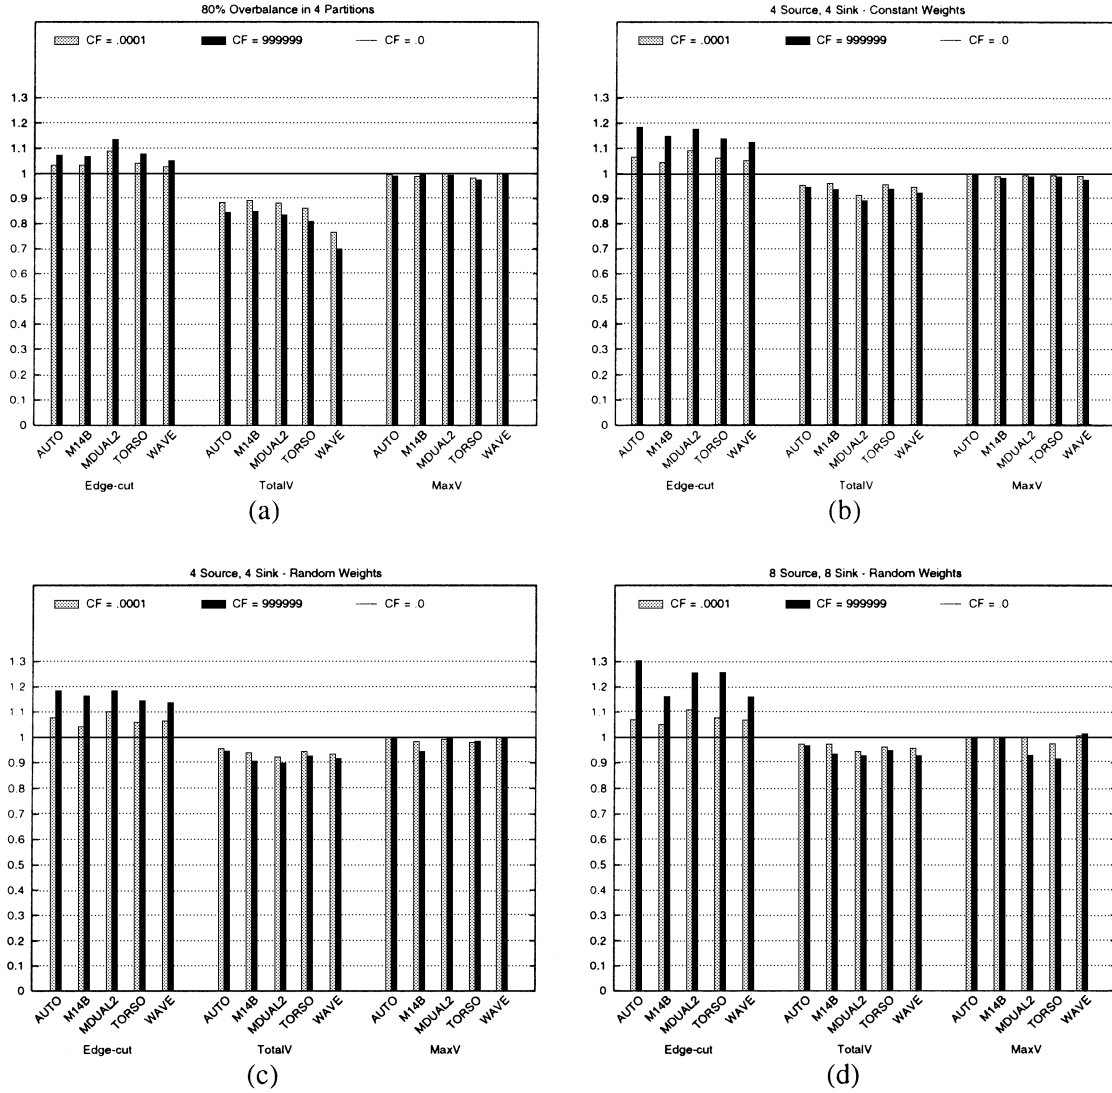 80% Overbalance in 4 Partitions
CF = .0001 CF = 999999 CF = .0
1.3
1.2
1.1
1
0.9
0.8
0.7
0.6
0.5
0.4
0.3
0.2
0.1
0
AUTO M14B MDUAL2 TORSO WAVE AUTO M14B MDUAL2 TORSO WAVE AUTO M14B MDUAL2 TORSO WAVE
Edge-cut TotalV MaxV
(a)
4 Source, 4 Sink - Constant Weights
CF = .0001 CF = 999999 CF = .0
1.3
1.2
1.1
1
0.9
0.8
0.7
0.6
0.5
0.4
0.3
0.2
0.1
0
AUTO M14B MDUAL2 TORSO WAVE AUTO M14B MDUAL2 TORSO WAVE AUTO M14B MDUAL2 TORSO WAVE
Edge-cut TotalV MaxV
(b)
4 Source, 4 Sink - Random Weights
CF = .0001 CF = 999999 CF = .0
1.3
1.2
1.1
1
0.9
0.8
0.7
0.6
0.5
0.4
0.3
0.2
0.1
0
AUTO M14B MDUAL2 TORSO WAVE AUTO M14B MDUAL2 TORSO WAVE AUTO M14B MDUAL2 TORSO WAVE
Edge-cut TotalV MaxV
(c)
8 Source, 8 Sink - Random Weights
CF = .0001 CF = 999999 CF = .0
1.3
1.2
1.1
1
0.9
0.8
0.7
0.6
0.5
0.4
0.3
0.2
0.1
0
AUTO M14B MDUAL2 TORSO WAVE AUTO M14B MDUAL2 TORSO WAVE AUTO M14B MDUAL2 TORSO WAVE
Edge-cut TotalV MaxV
(d)